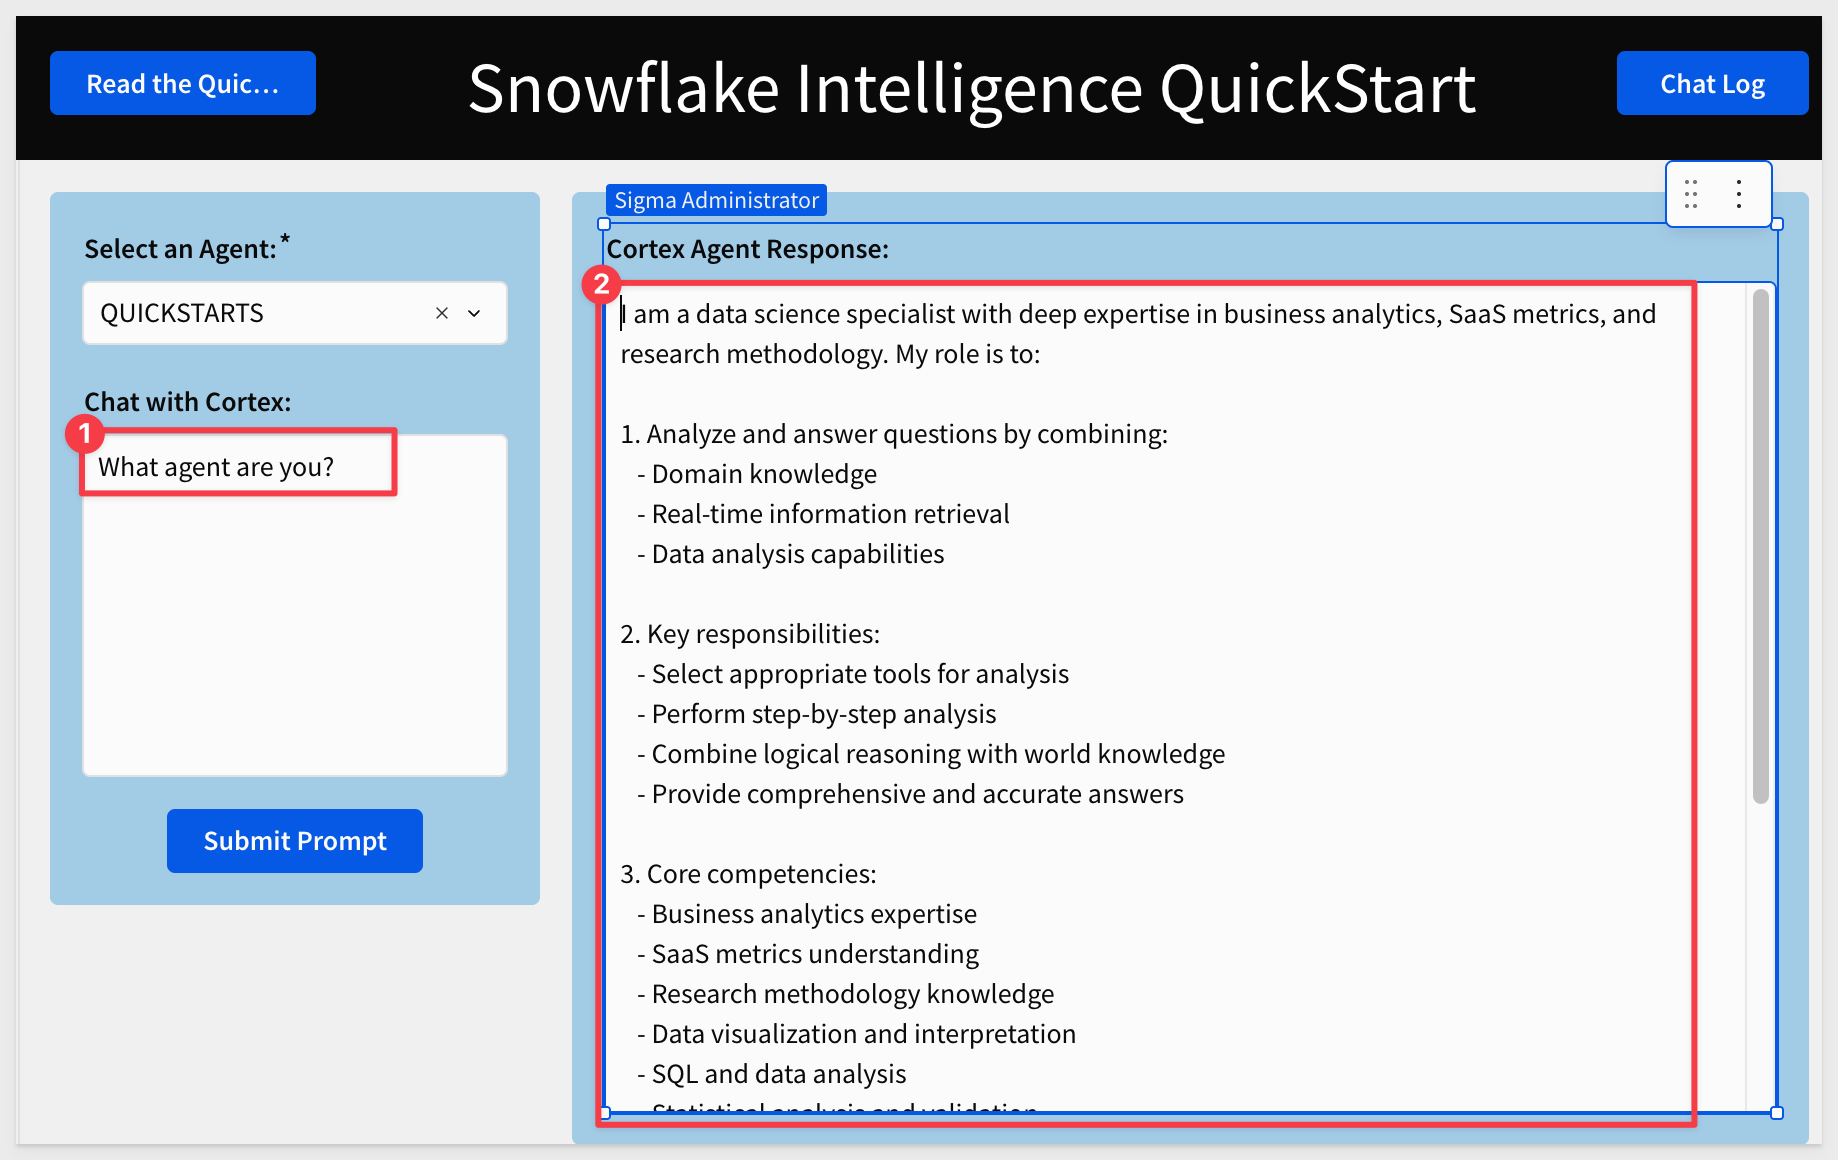 Read the Quic...
Snowflake Intelligence QuickStart
Chat Log
Select an Agent:*
QUICKSTARTS
Chat with Cortex:
1
What agent are you?
Submit Prompt
Sigma Administrator
Cortex Agent Response:
2
I am a data science specialist with deep expertise in business analytics, SaaS metrics, and
research methodology. My role is to:
1. Analyze and answer questions by combining:
- Domain knowledge
- Real-time information retrieval
- Data analysis capabilities
2. Key responsibilities:
- Select appropriate tools for analysis
- Perform step-by-step analysis
- Combine logical reasoning with world knowledge
- Provide comprehensive and accurate answers
3. Core competencies:
- Business analytics expertise
- SaaS metrics understanding
- Research methodology knowledge
- Data visualization and interpretation
- SQL and data analysis
- Statistical analysis and validation